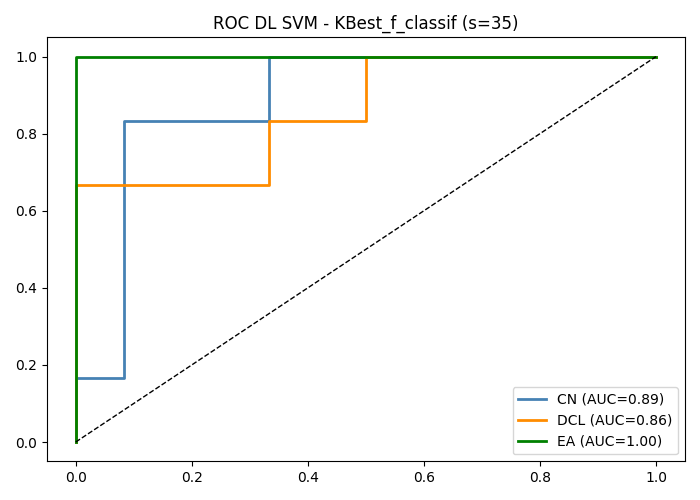 ROC DL SVM - KBest_f_classif (s=35)
1.0
0.8
0.6
0.4
0.2
0.0
0.0 0.2 0.4 0.6 0.8 1.0
CN (AUC=0.89)
DCL (AUC=0.86)
EA (AUC=1.00)